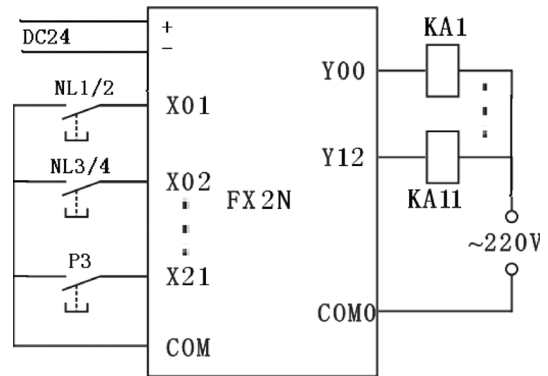 +
DC24
−
KA1
Y00
NL1/2
X01
Y12
NL3/4
X02
FX2N
KA11
~220V
P3
X21
COM0
COM